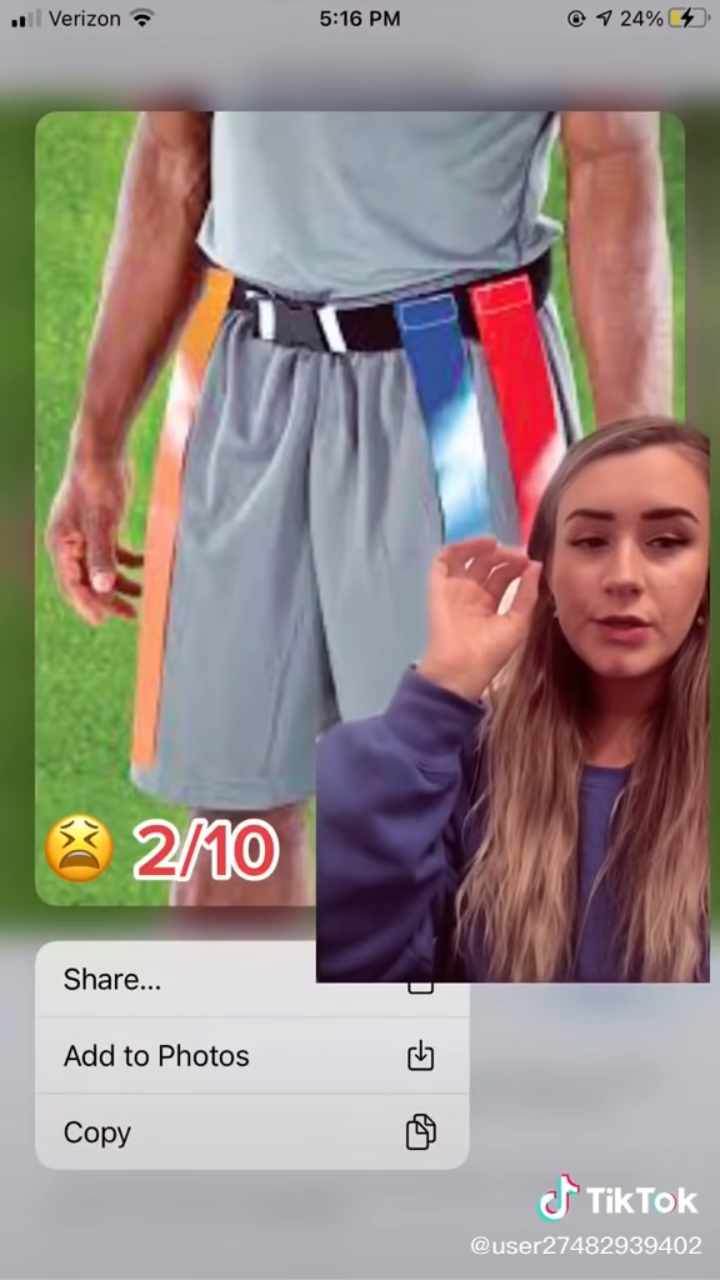 Verizon 5:16 PM 24%
2/10
Share...
Add to Photos
Copy
TikTok
@user27482939402